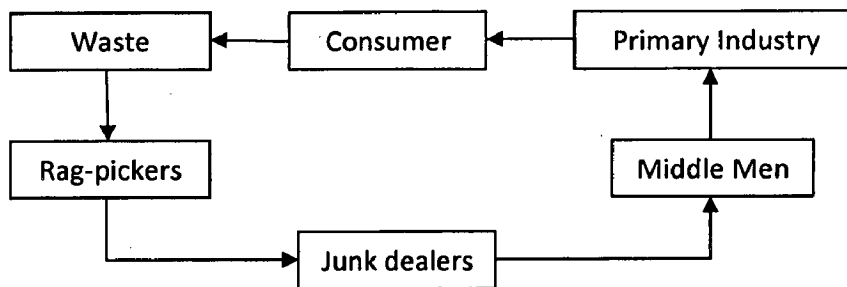 Waste
Consumer
Primary Industry
Rag-pickers
Middle Men
Junk dealers